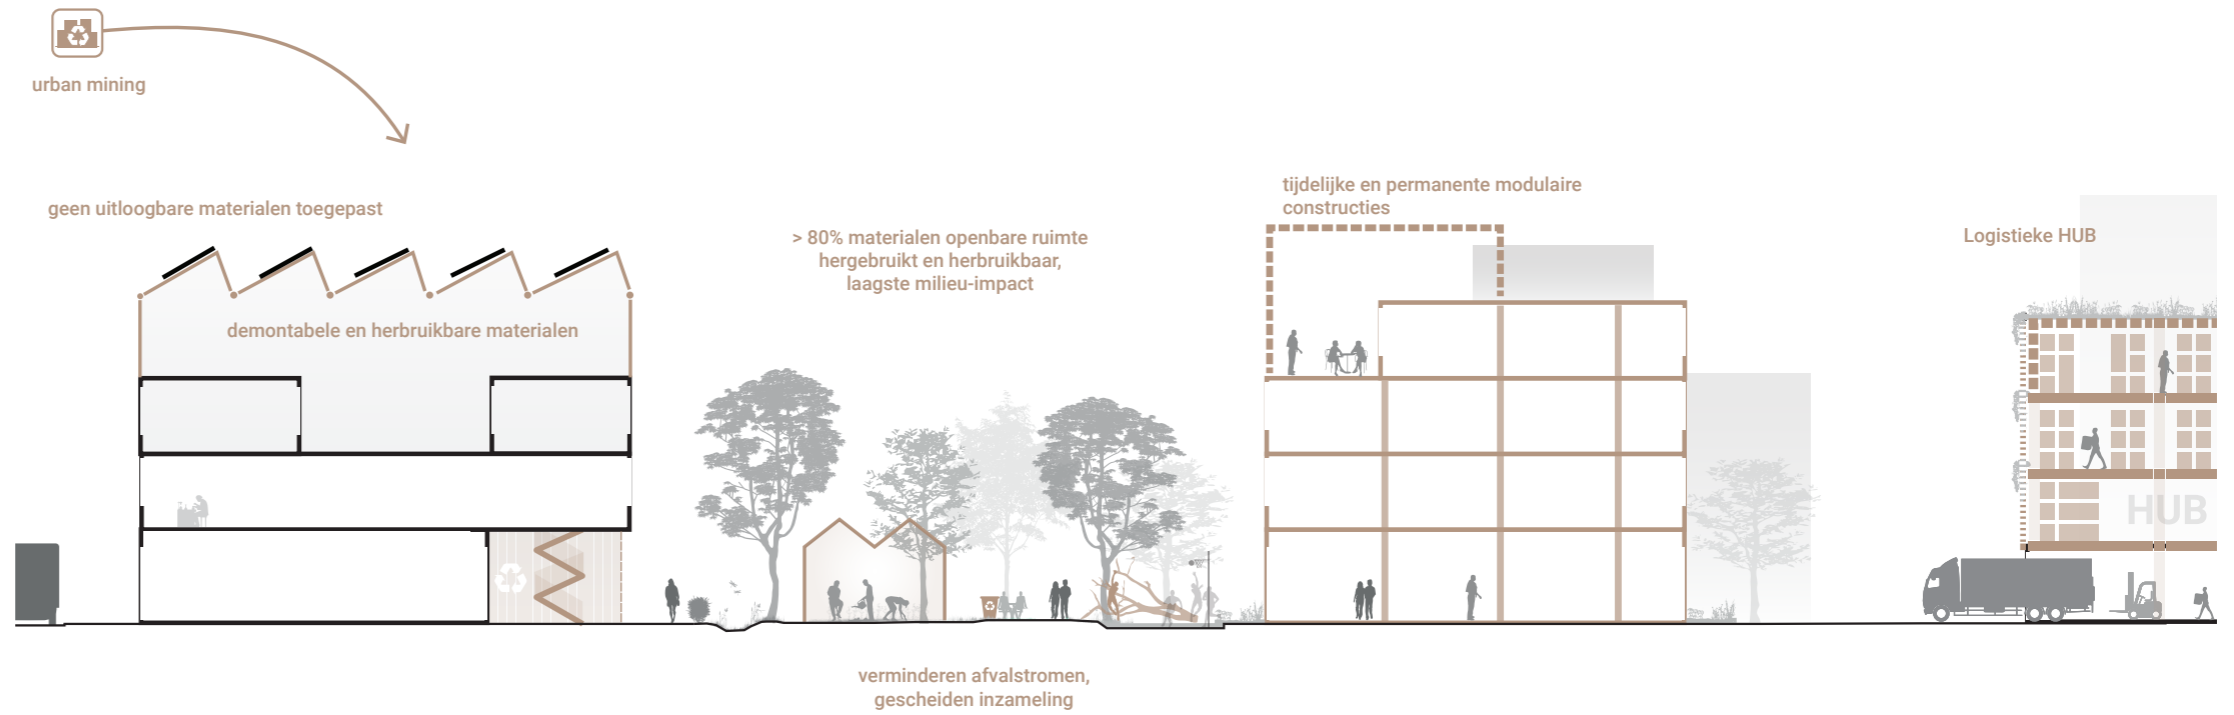 urban mining
geen uitloogbare materialen toegepast
demontabele en herbruikbare materialen
> 80% materialen openbare ruimte
hergebruikt en herbruikbaar,
laagste milieu-impact
tijdelijke en permanente modulaire
constructies
Logistieke HUB
HUB
verminderen afvalstromen,
gescheiden inzameling